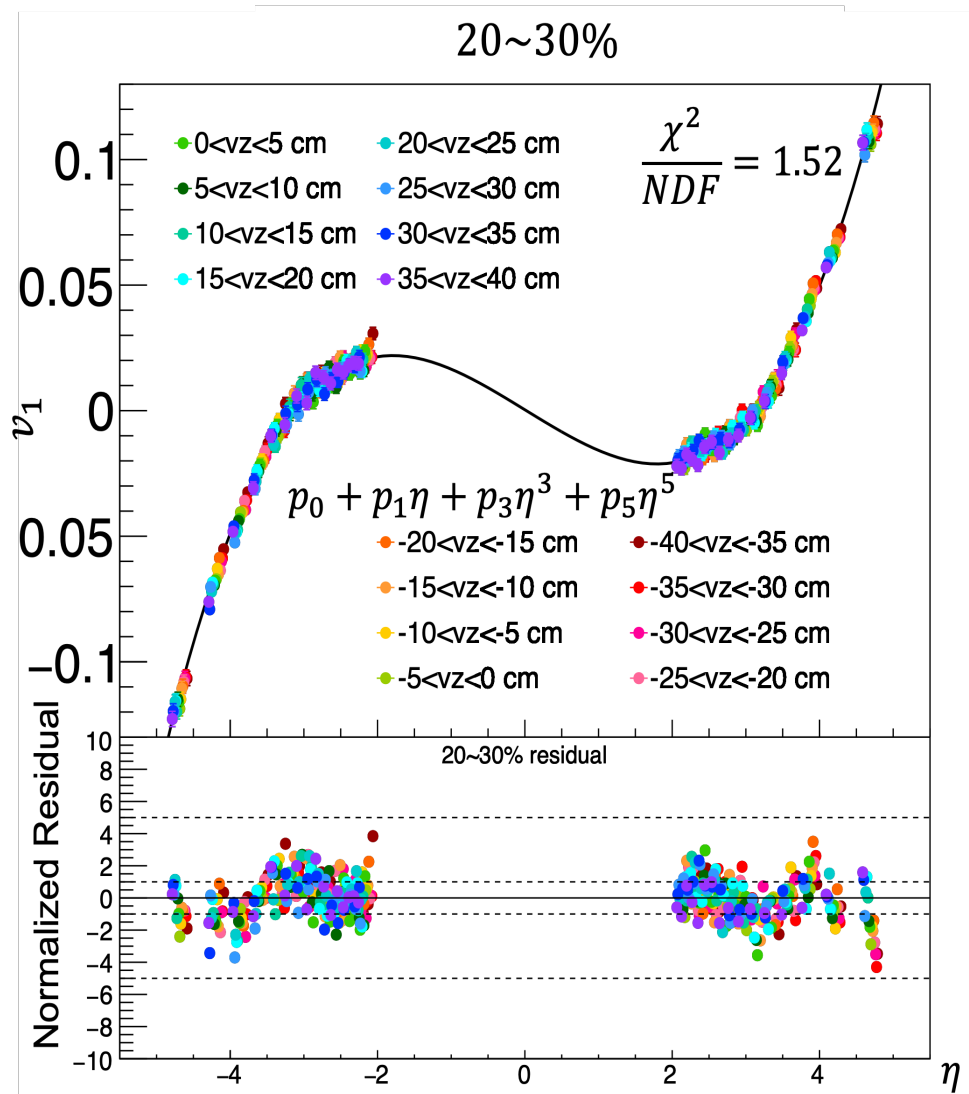 20~30%
χ²/NDF = 1.52
0<vz<5 cm
5<vz<10 cm
10<vz<15 cm
15<vz<20 cm
20<vz<25 cm
25<vz<30 cm
30<vz<35 cm
35<vz<40 cm
0.1
0.05
0
0.05
−0.1
v₁
p₀ + p₁η + p₃η³ + p₅η⁵
-20<vz<-15 cm
-15<vz<-10 cm
-10<vz<-5 cm
-5<vz<0 cm
-40<vz<-35 cm
-35<vz<-30 cm
-30<vz<-25 cm
-25<vz<-20 cm
20~30% residual
Normalized Residual
10
8
6
4
2
0
−2
−4
−6
−8
−10
−4
−2
0
2
4
η